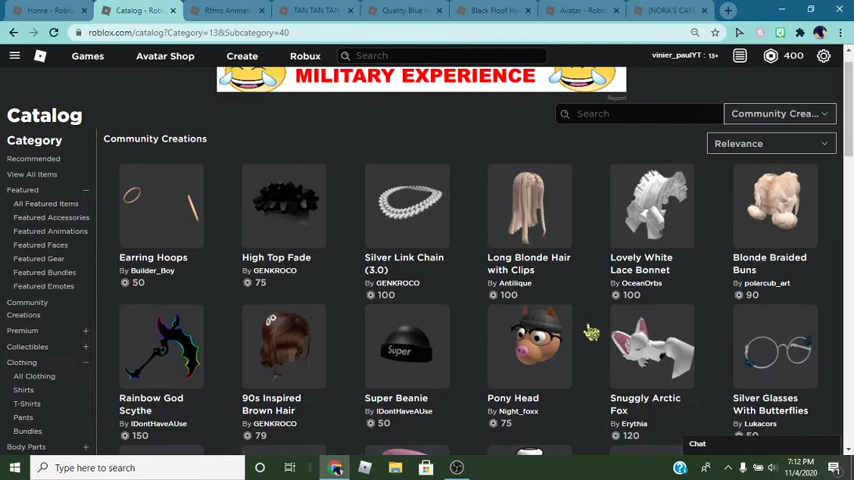 Home - Roblox
Catalog - Rob
Rthro Animati
TAN TAN TAN
Quality Blue H
Black Floof Ha
Avatar - Roblo
[NORA'S CAFE
roblox.com/catalog?Category=13&Subcategory=40
Games
Avatar Shop
Create
Robux
Search
vinier_paulYT : 13+
400
MILITARY EXPERIENCE
Report
Catalog
Search
Community Crea...
Category
Community Creations
Relevance
Recommended
View All Items
Featured
All Featured Items
Featured Accessories
Featured Animations
Featured Faces
Featured Gear
Featured Bundles
Featured Emotes
Community
Creations
Premium
Collectibles
Clothing
All Clothing
Shirts
T-Shirts
Pants
Bundles
Body Parts
Earring Hoops
By Builder_Boy
50
High Top Fade
By GENKROCO
75
Silver Link Chain
(3.0)
By GENKROCO
100
Long Blonde Hair
with Clips
By Antilique
100
Lovely White
Lace Bonnet
By OceanOrbs
100
Blonde Braided
Buns
By polarcub_art
90
Super
Rainbow God
Scythe
By IDontHaveAUse
150
90s Inspired
Brown Hair
By GENKROCO
79
Super Beanie
By IDontHaveAUse
50
Pony Head
By Night_foxx
75
Snuggly Arctic
Fox
By Erythia
120
Silver Glasses
With Butterflies
By Lukacors
50
Chat
Type here to search
7:12 PM
11/4/2020